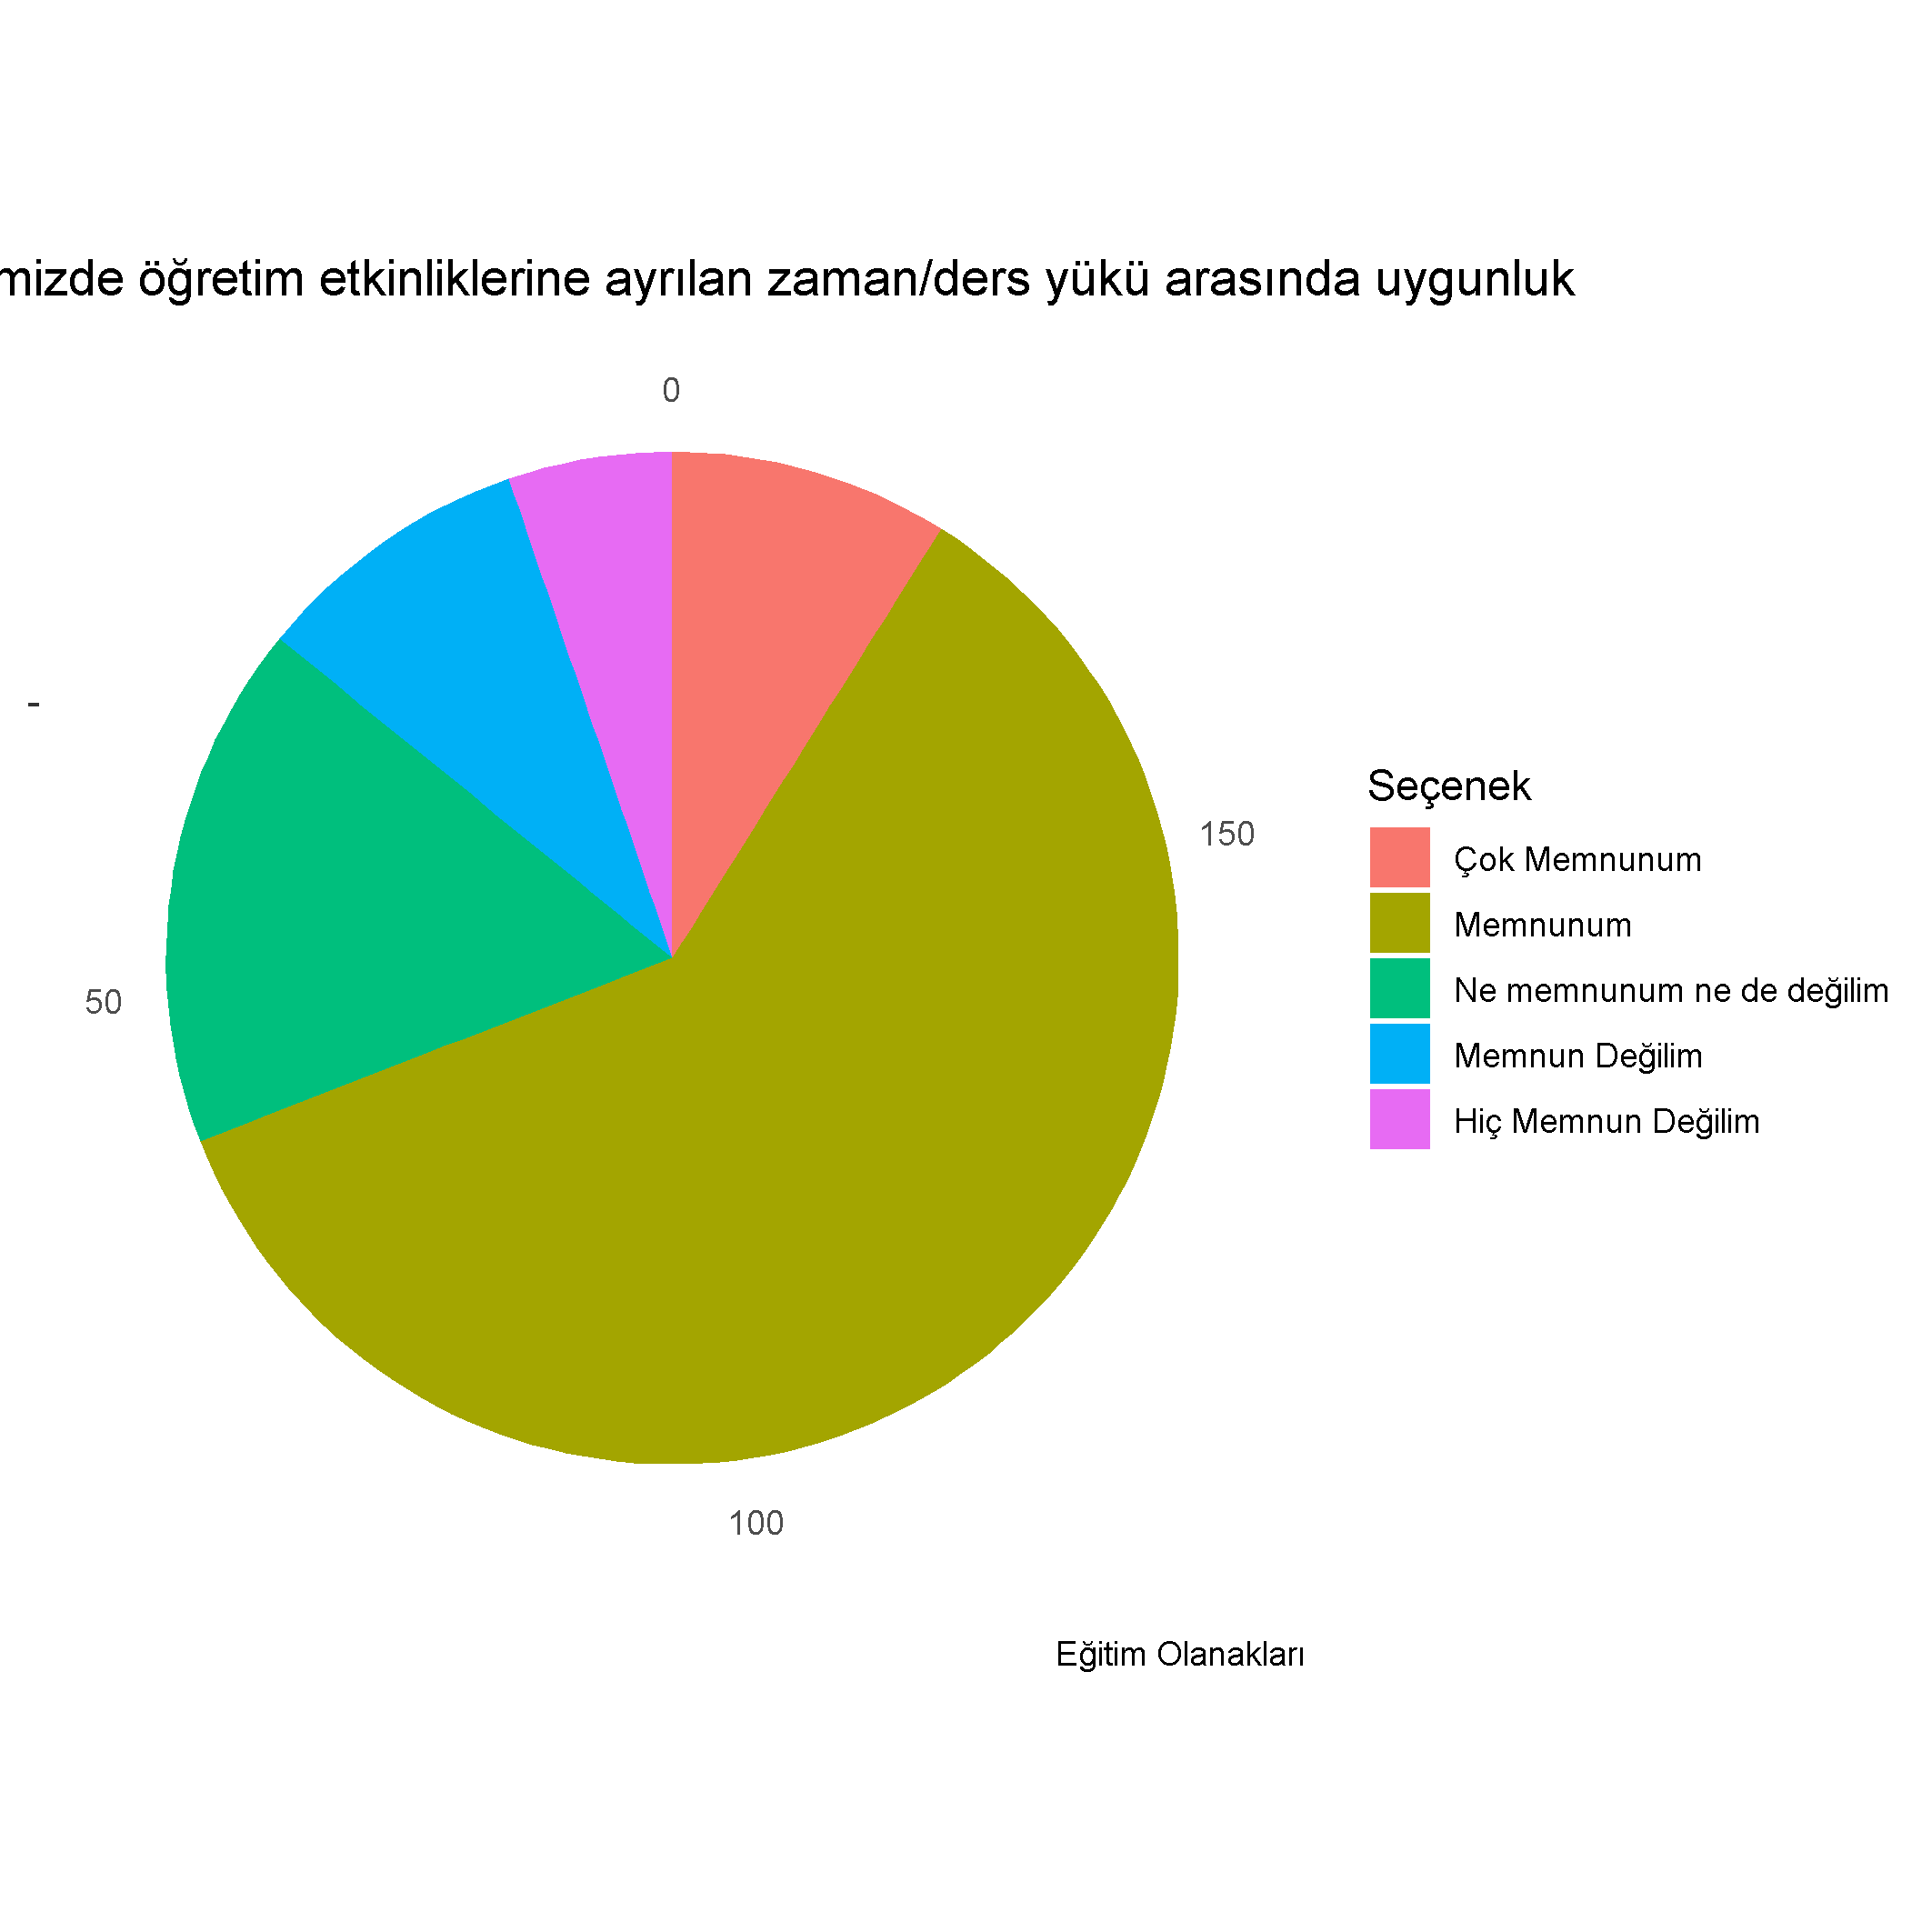 mizde öğretim etkinliklerine ayrılan zaman/ders yükü arasında uygunluk
0
-
150
50
100
Seçenek
Çok Memnunum
Memnunum
Ne memnunum ne de değilim
Memnun Değilim
Hiç Memnun Değilim
Eğitim Olanakları